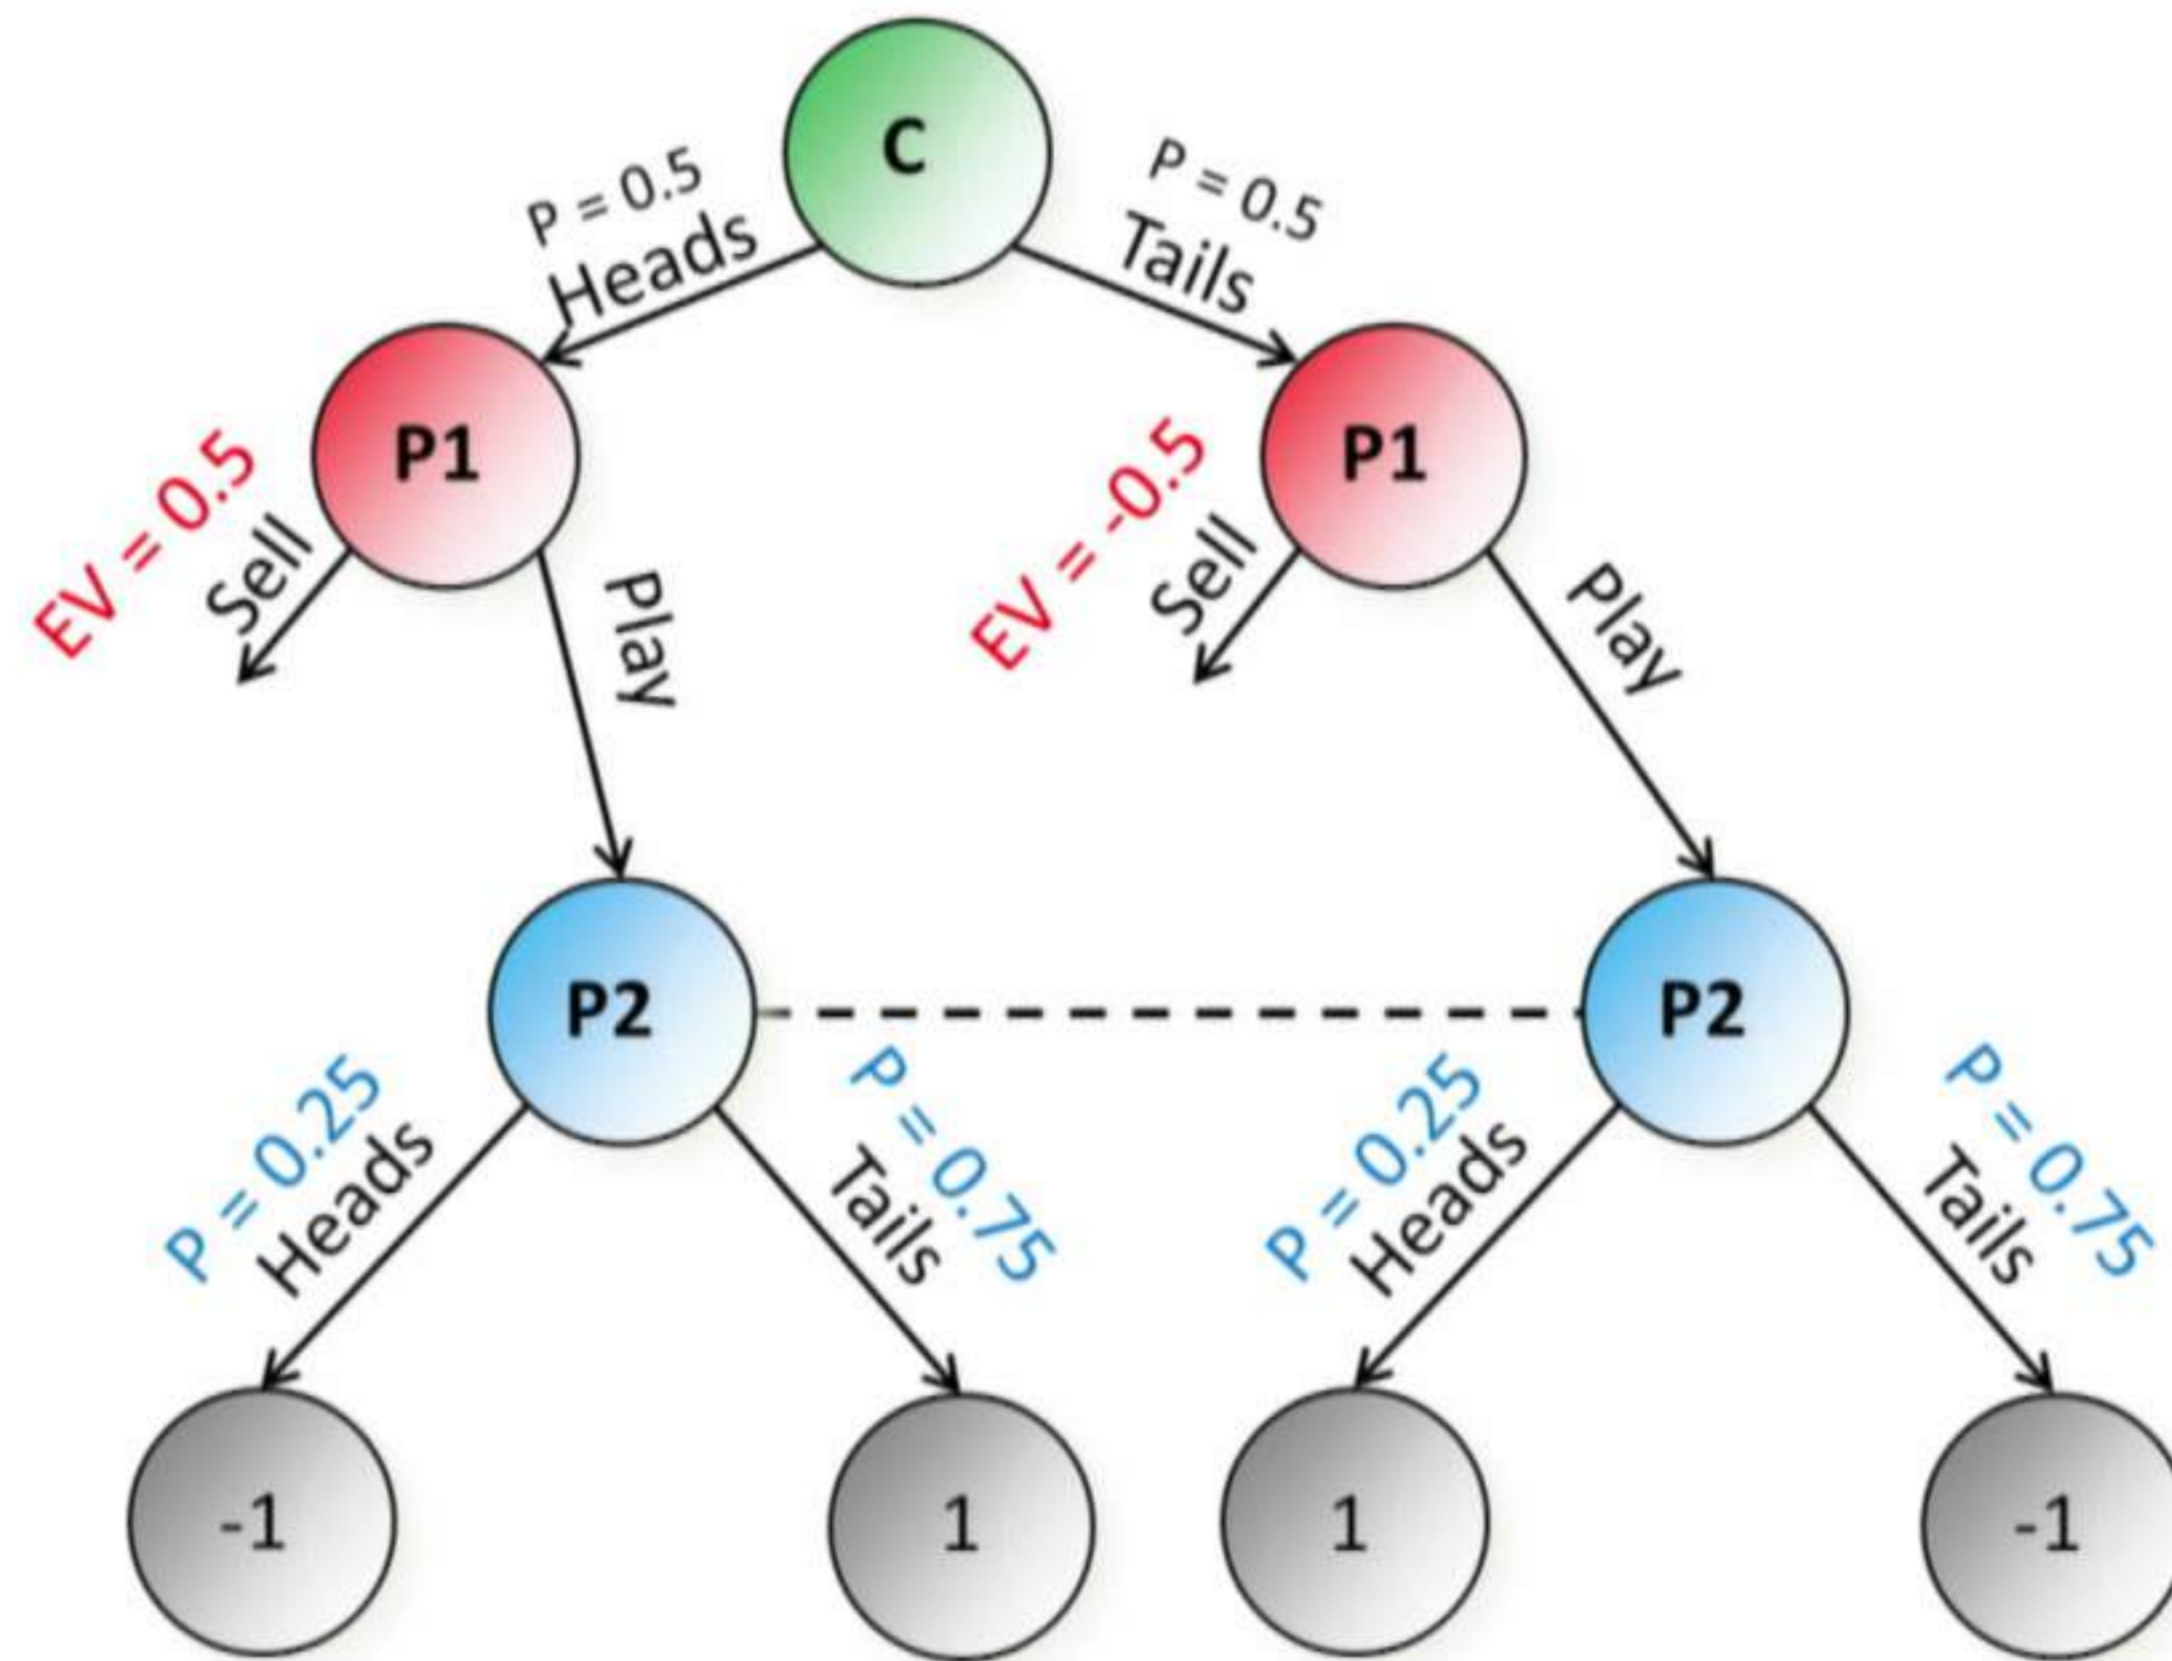 C
P = 0.5
Heads
P = 0.5
Tails
P1
P1
EV = 0.5
Sell
Play
EV = -0.5
Sell
Play
P2
P2
P = 0.25
Heads
P = 0.75
Tails
P = 0.25
Heads
P = 0.75
Tails
-1
1
1
-1